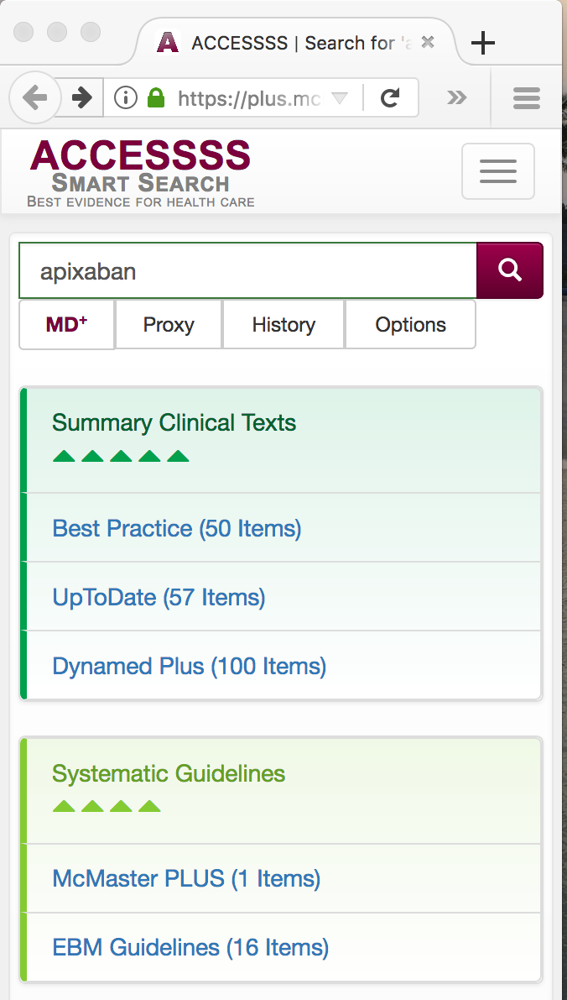 ACCESSSS | Search for 'a
https://plus.mc
ACCESSSS
SMART SEARCH
BEST EVIDENCE FOR HEALTH CARE
apixaban
MD+ Proxy History Options
Summary Clinical Texts
Best Practice (50 Items)
UpToDate (57 Items)
Dynamed Plus (100 Items)
Systematic Guidelines
McMaster PLUS (1 Items)
EBM Guidelines (16 Items)